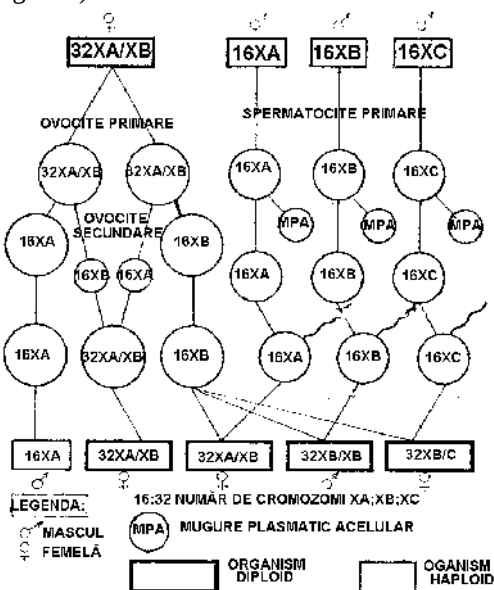 ♀ ♂ ♂ ♂
32XA/XB 16XA 16XB 16XC
OVOCITE PRIMARE SPERMATOCITE PRIMARE
32XA/XB 32XA/XB 16XA 16XB 16XC
OVOCITE
SECUNDARE
MPA MPA MPA
16XA 16XB 16XA 16XB
16XA 16XB 16XC
16XA 32XA/XB 16XB 16XA 16XB 16XC
16XA 32XA/XB 32XA/XB 32XB/XB 32XB/C
♂ ♀ ♀ ♂ ♀
LEGENDA: 16:32 NUMĂR DE CROMOZOMI XA;XB;XC
♂ MASCUL
♀ FEMELĂ
MPA MUGURE PLASMATIC ACELULAR
ORGANISM
DIPLOID
OGANISM
HAPLOID